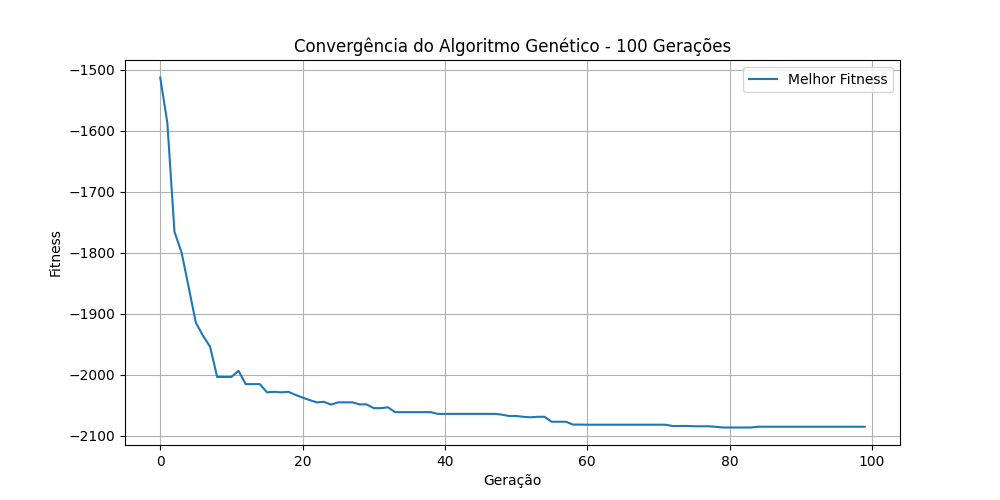 Convergência do Algoritmo Genético - 100 Gerações
Melhor Fitness
Fitness
−1500
−1600
−1700
−1800
−1900
−2000
−2100
0 20 40 60 80 100
Geração